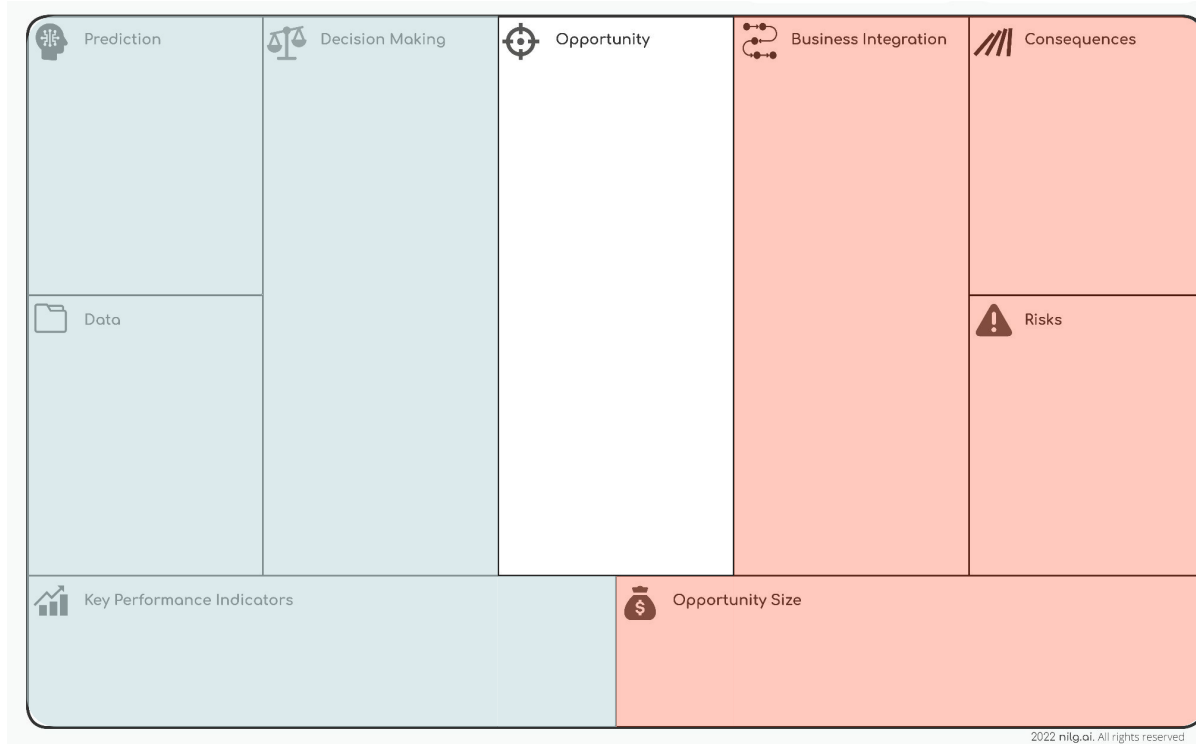 Prediction
Decision Making
Opportunity
Business Integration
Consequences
Data
Risks
Key Performance Indicators
Opportunity Size
2022 nilg.ai. All rights reserved